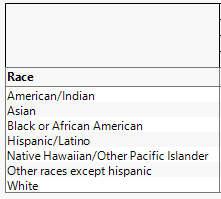 Race
American/Indian
Asian
Black or African American
Hispanic/Latino
Native Hawaiian/Other Pacific Islander
Other races except hispanic
White